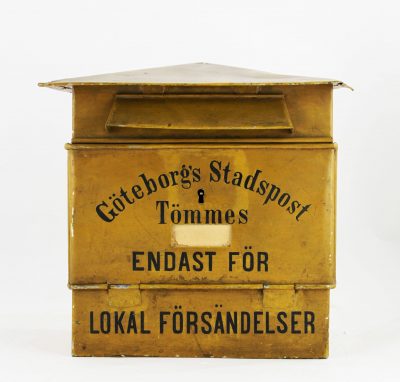 Göteborgs Stadspost
Tömmes
ENDAST FÖR
LOKAL FÖRSÄNDELSER